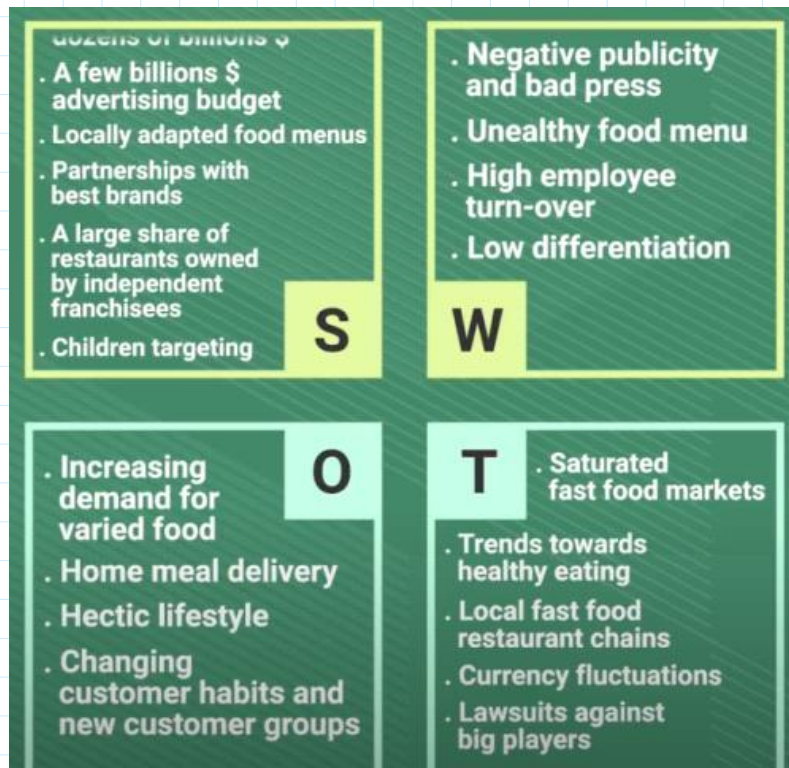 dozens of billions $
. A few billions $
advertising budget
. Locally adapted food menus
. Partnerships with
best brands
. A large share of
restaurants owned
by independent
franchisees
. Children targeting
S
. Negative publicity
and bad press
. Unealthy food menu
. High employee
turn-over
. Low differentiation
W
. Increasing
demand for
varied food
. Home meal delivery
. Hectic lifestyle
. Changing
customer habits and
new customer groups
O
T
. Saturated
fast food markets
. Trends towards
healthy eating
. Local fast food
restaurant chains
. Currency fluctuations
. Lawsuits against
big players